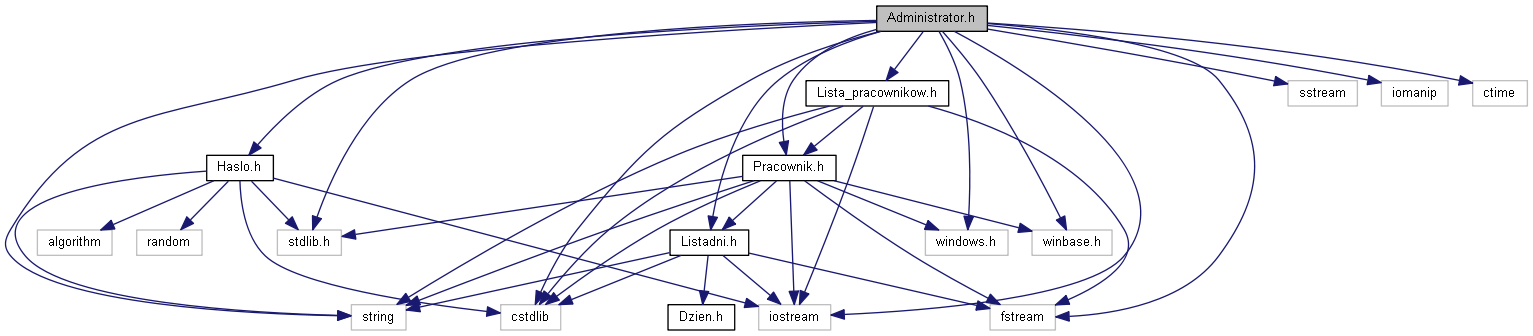 Administrator.h
Lista_pracownikow.h
sstream
iomanip
ctime
Haslo.h
Pracownik.h
algorithm
random
stdlib.h
Listadni.h
windows.h
winbase.h
string
cstdlib
Dzien.h
iostream
fstream